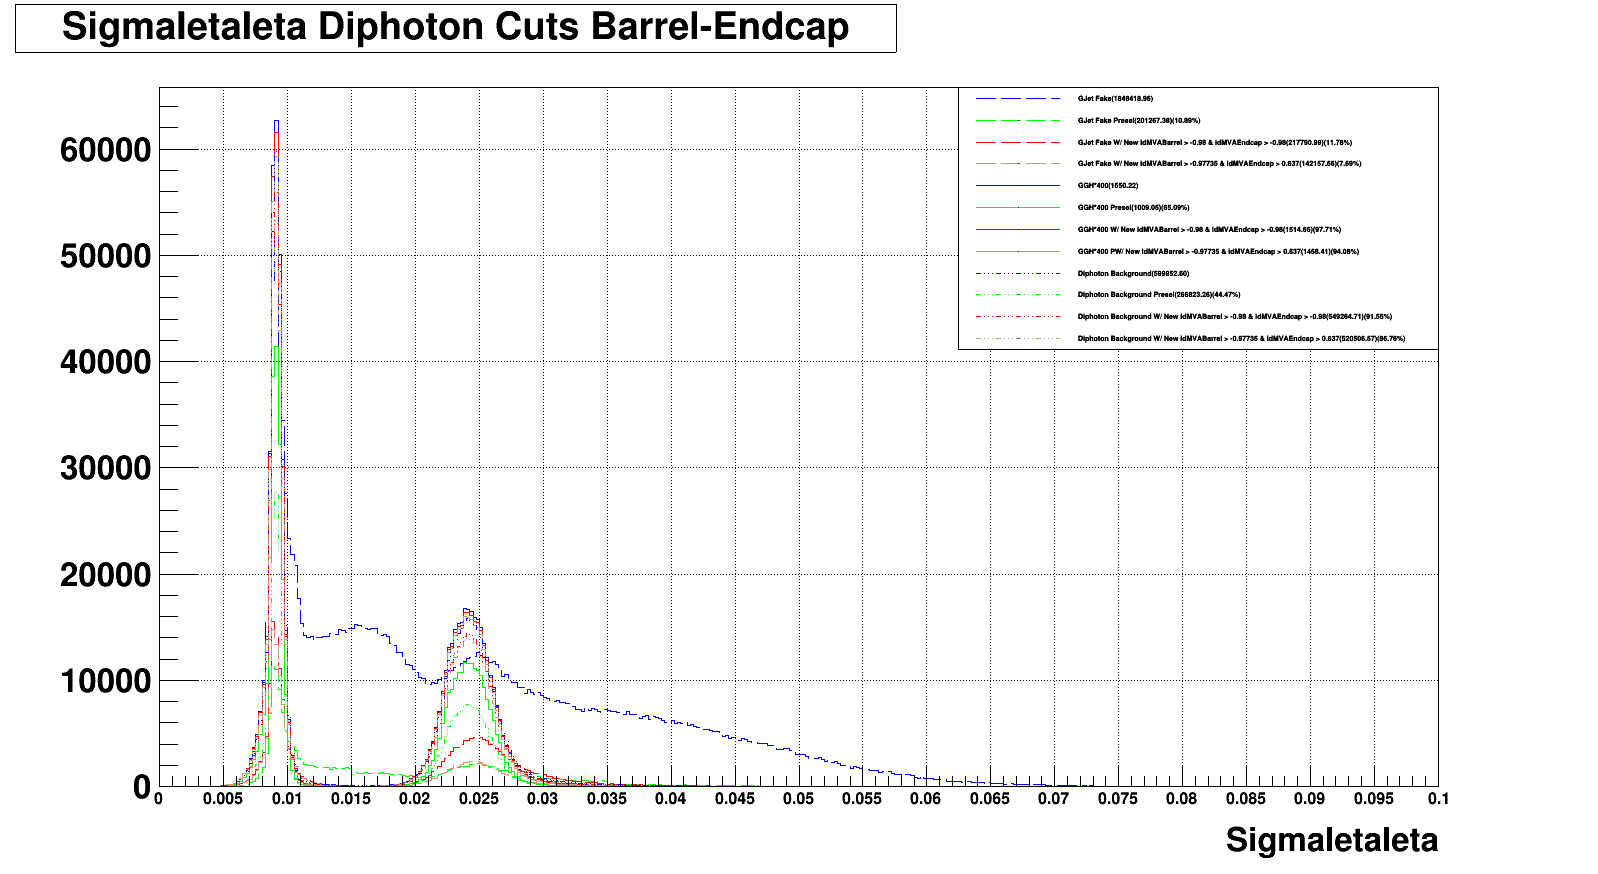 Sigmaletaleta Diphoton Cuts Barrel-Endcap
GJet Fake(1848418.96)
GJet Fake Presel(201267.38)(10.89%)
GJet Fake W/ New idMVABarrel > -0.98 & idMVAEndcap > -0.98(217790.99)(11.78%)
GJet Fake W/ New idMVABarrel > -0.97735 & idMVAEndcap > 0.637(142157.66)(7.69%)
GGH*400(1550.22)
GGH*400 Presel(1009.05)(65.09%)
GGH*400 W/ New idMVABarrel > -0.98 & idMVAEndcap > -0.98(1514.66)(97.71%)
GGH*400 PW/ New idMVABarrel > -0.97735 & idMVAEndcap > 0.637(1458.41)(94.08%)
Diphoton Background(599952.60)
Diphoton Background Presel(266823.26)(44.47%)
Diphoton Background W/ New idMVABarrel > -0.98 & idMVAEndcap > -0.98(549264.71)(91.55%)
Diphoton Background W/ New idMVABarrel > -0.97735 & idMVAEndcap > 0.637(520506.57)(86.76%)
60000
50000
40000
30000
20000
10000
0
0 0.005 0.01 0.015 0.02 0.025 0.03 0.035 0.04 0.045 0.05 0.055 0.06 0.065 0.07 0.075 0.08 0.085 0.09 0.095 0.1
Sigmaletaleta